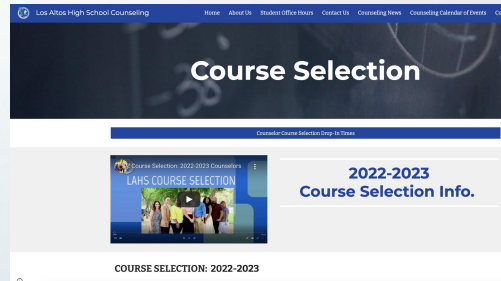 Los Altos High School Counseling
Home About Us Student Office Hours Contact Us Counseling News Counseling Calendar of Events
Course Selection
Counselor Course Selection Drop-In Times
Course Selection: 2022-2023 Counselors
LAHS COURSE SELECTION
2022-2023
Course Selection Info.
COURSE SELECTION: 2022-2023